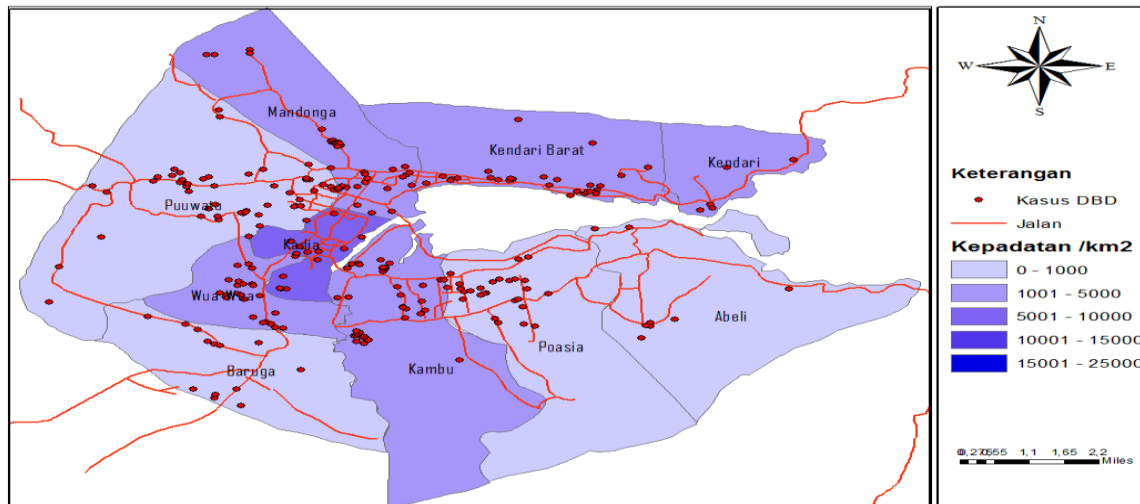 N
W E
S
Mandonga
Kendari Barat
Kendari
Puuwatu
Kadia
Wua-Wua
Abeli
Poasia
Baruga
Kambu
Keterangan
Kasus DBD
Jalan
Kepadatan /km2
0 - 1000
1001 - 5000
5001 - 10000
10001 - 15000
15001 - 25000
1,1 1,65 2,2
Miles